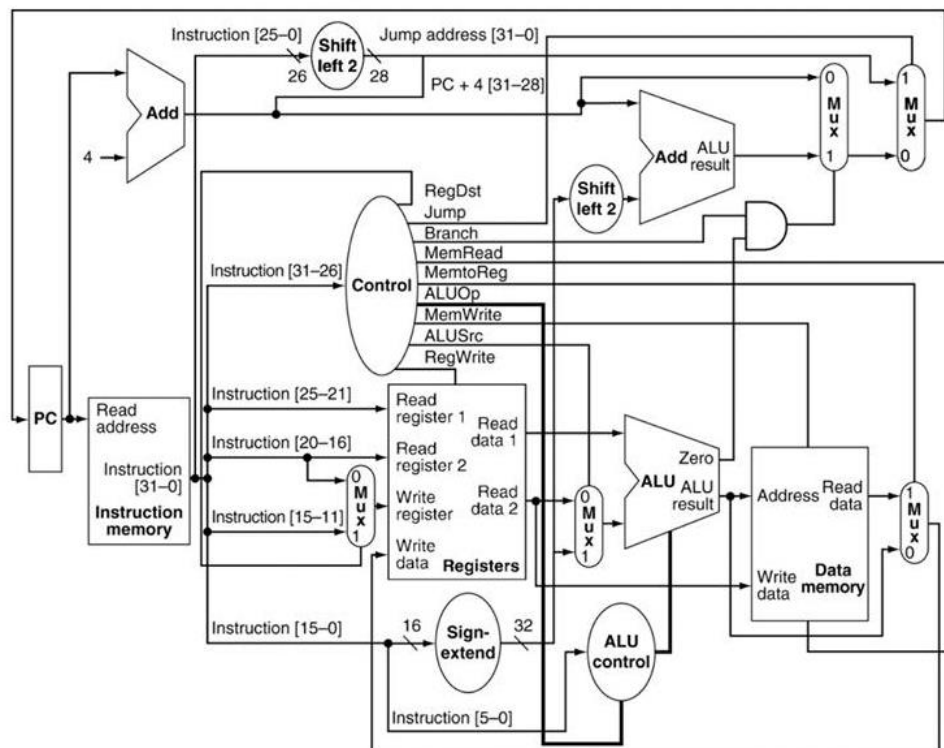 Instruction [25–0]
Shift
left 2
Jump address [31–0]
26
28
PC + 4 [31–28]
Add
4
0
M
u
x
1
1
M
u
x
0
Add
ALU
result
Shift
left 2
RegDst
Jump
Branch
MemRead
MemtoReg
ALUOp
MemWrite
ALUSrc
RegWrite
Instruction [31–26]
Control
PC
Read
address
Instruction
[31–0]
Instruction
memory
Instruction [25–21]
Instruction [20–16]
Instruction [15–11]
0
M
u
x
1
Read
register 1
Read
register 2
Write
register
Write
data
Read
data 1
Read
data 2
Registers
0
M
u
x
1
Zero
ALU
ALU
result
Address
Read
data
Write
data
Data
memory
1
M
u
x
0
Instruction [15–0]
16
Sign-
extend
32
ALU
control
Instruction [5–0]